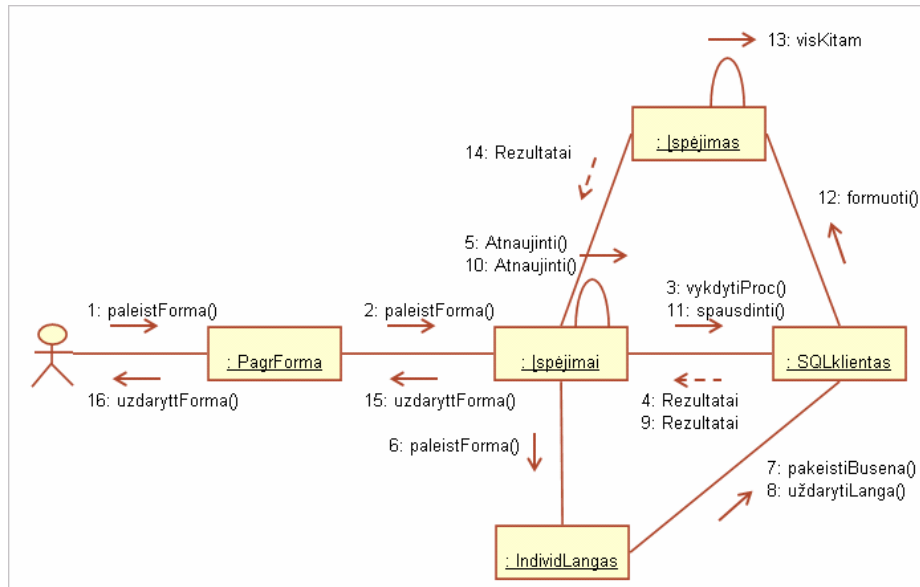 13: visKitam
: Įspėjimas
14: Rezultatai
12: formuoti()
5: Atnaujinti()
10: Atnaujinti()
3: vykdytiProc()
11: spausdinti()
1: paleistForma()
2: paleistForma()
: PagrForma
: Įspėjimai
: SQLklientas
16: uzdaryttForma()
15: uzdaryttForma()
4: Rezultatai
9: Rezultatai
6: paleistForma()
7: pakeistiBusena()
8: uždarytiLanga()
: IndividLangas